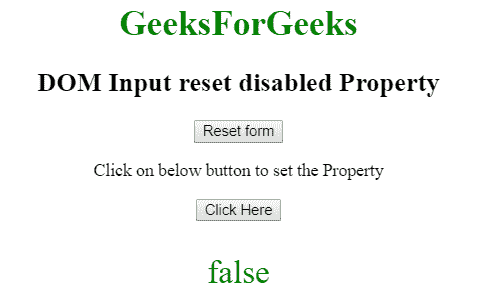 GeeksForGeeks
DOM Input reset disabled Property
Reset form
Click on below button to set the Property
Click Here
false